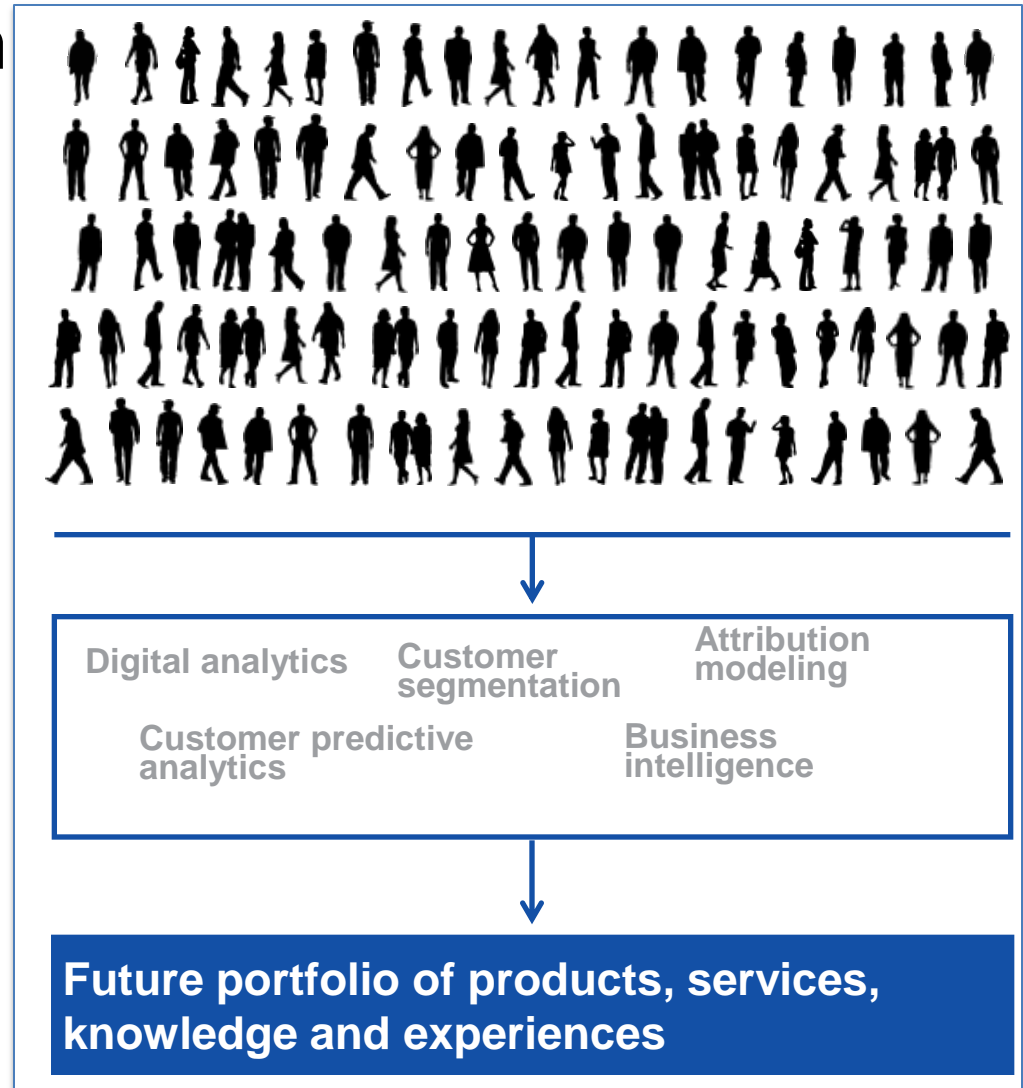 n
Digital analytics
Customer
segmentation
Attribution
modeling
Customer predictive
analytics
Business
intelligence
Future portfolio of products, services,
knowledge and experiences